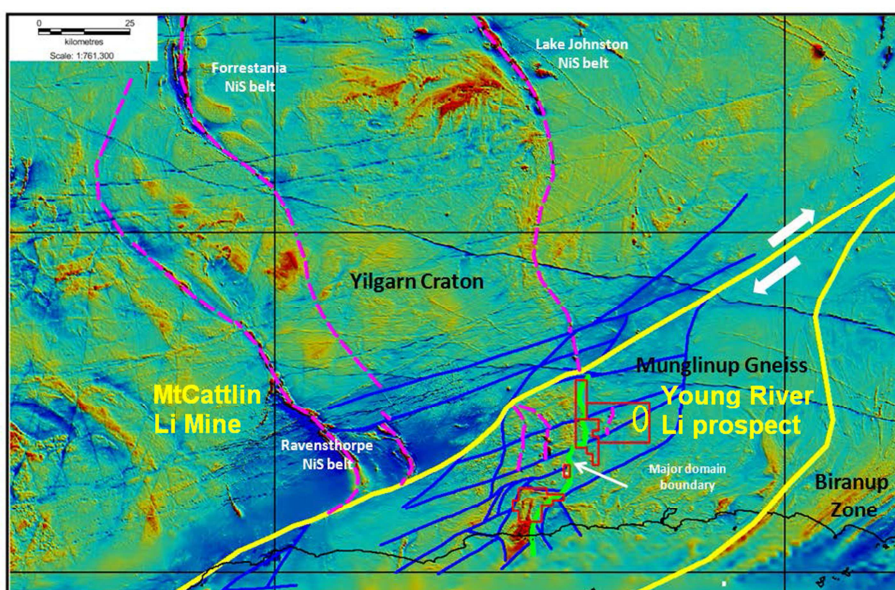 0 25
kilometres
Scale: 1:761,300
Forrestania
NiS belt
Lake Johnston
NiS belt
Yilgarn Craton
Munglinup Gneiss
MtCattlin
Li Mine
Young River
Li prospect
Ravensthorpe
NiS belt
Major domain
boundary
Biranup
Zone